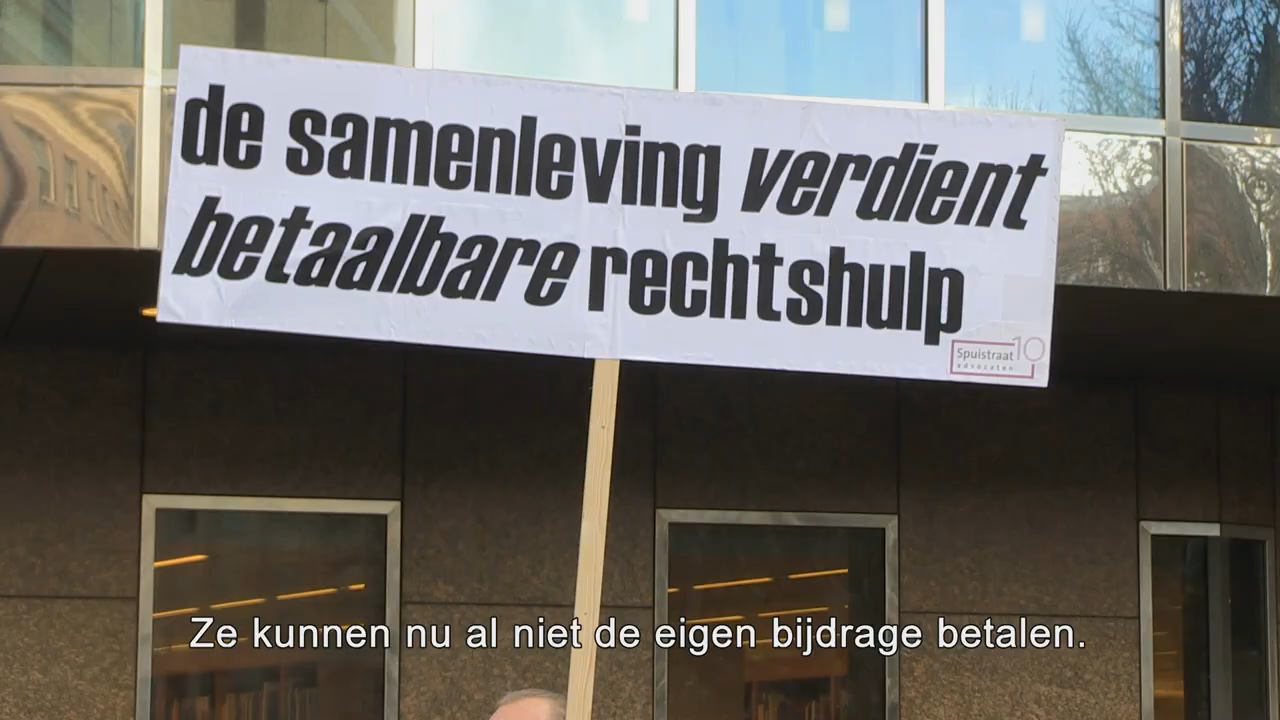 de samenleving verdient
betaalbare rechtshulp
Spuistraat 10
advocaten
Ze kunnen nu al niet de eigen bijdrage betalen.